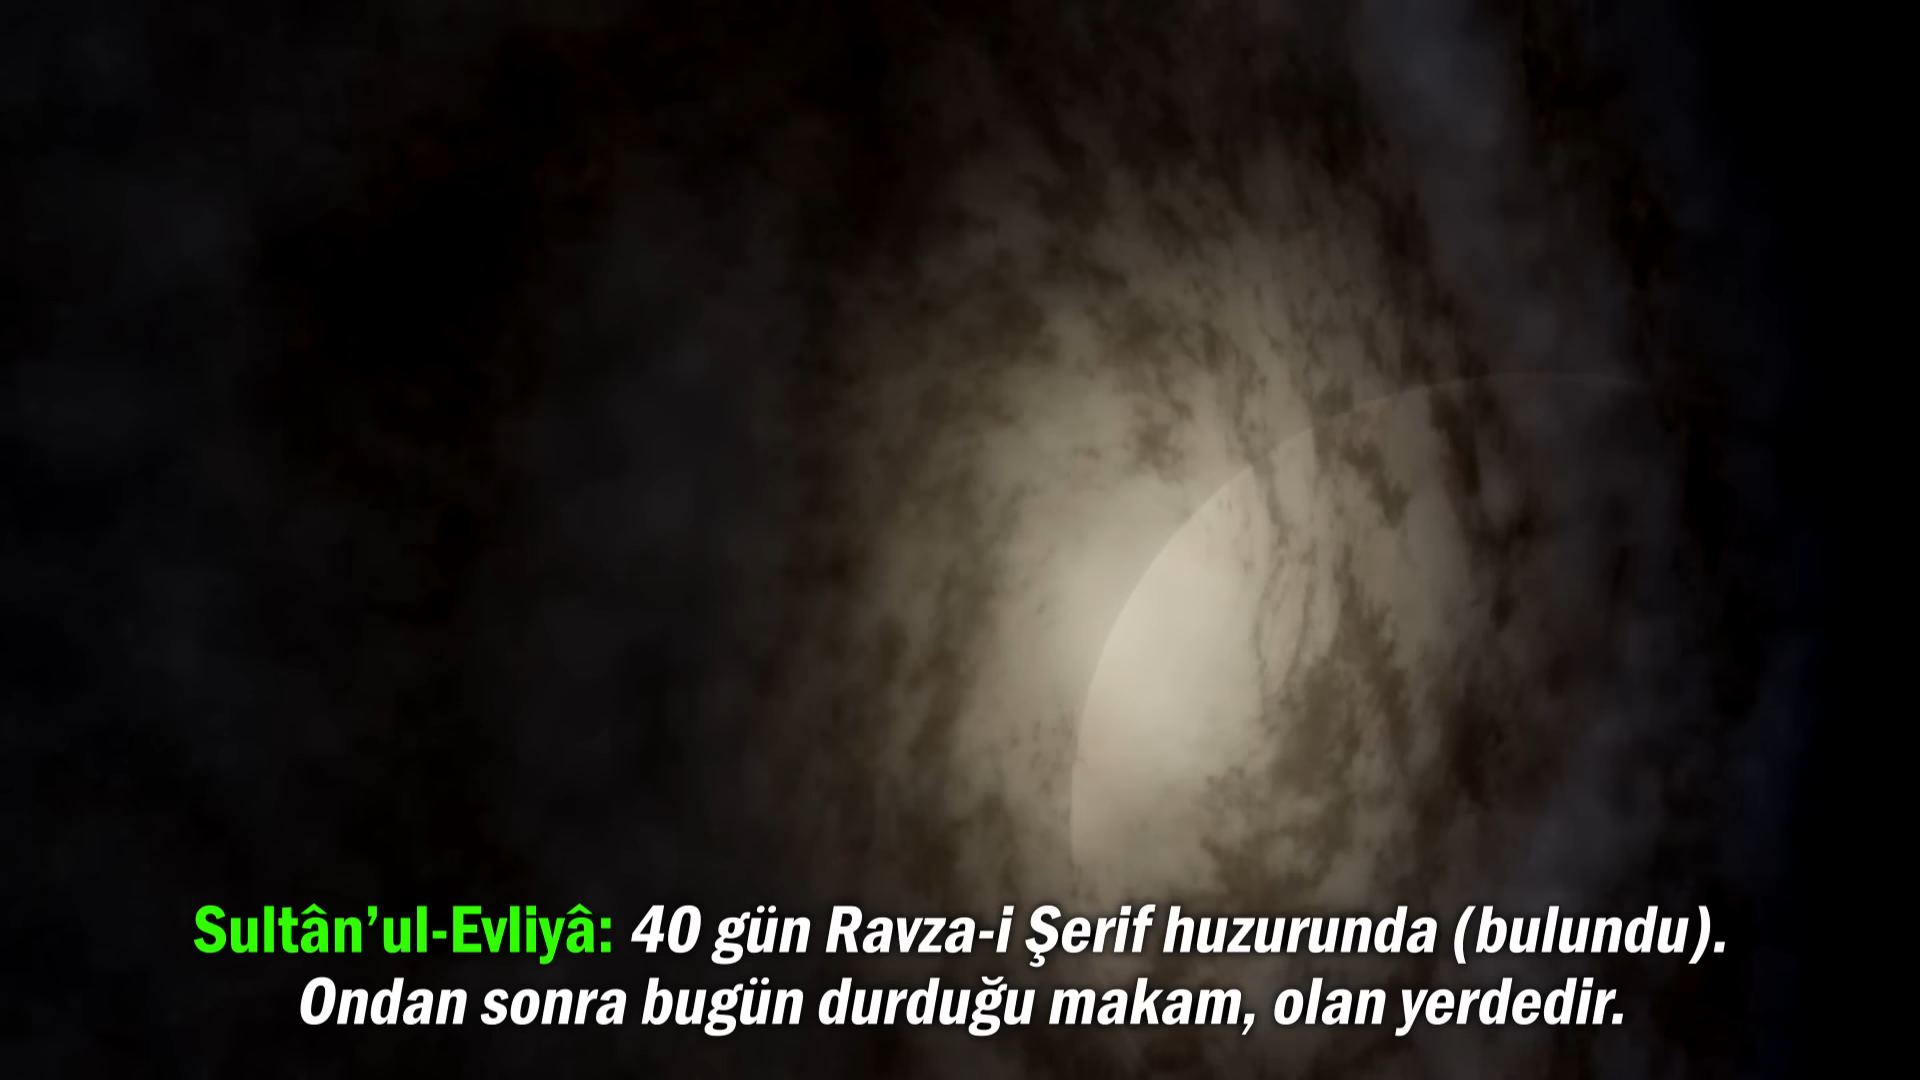 Sultân’ul-Evliyâ: 40 gün Ravza-i Şerif huzurunda (bulundu).
Ondan sonra bugün durduğu makam, olan yerdedir.